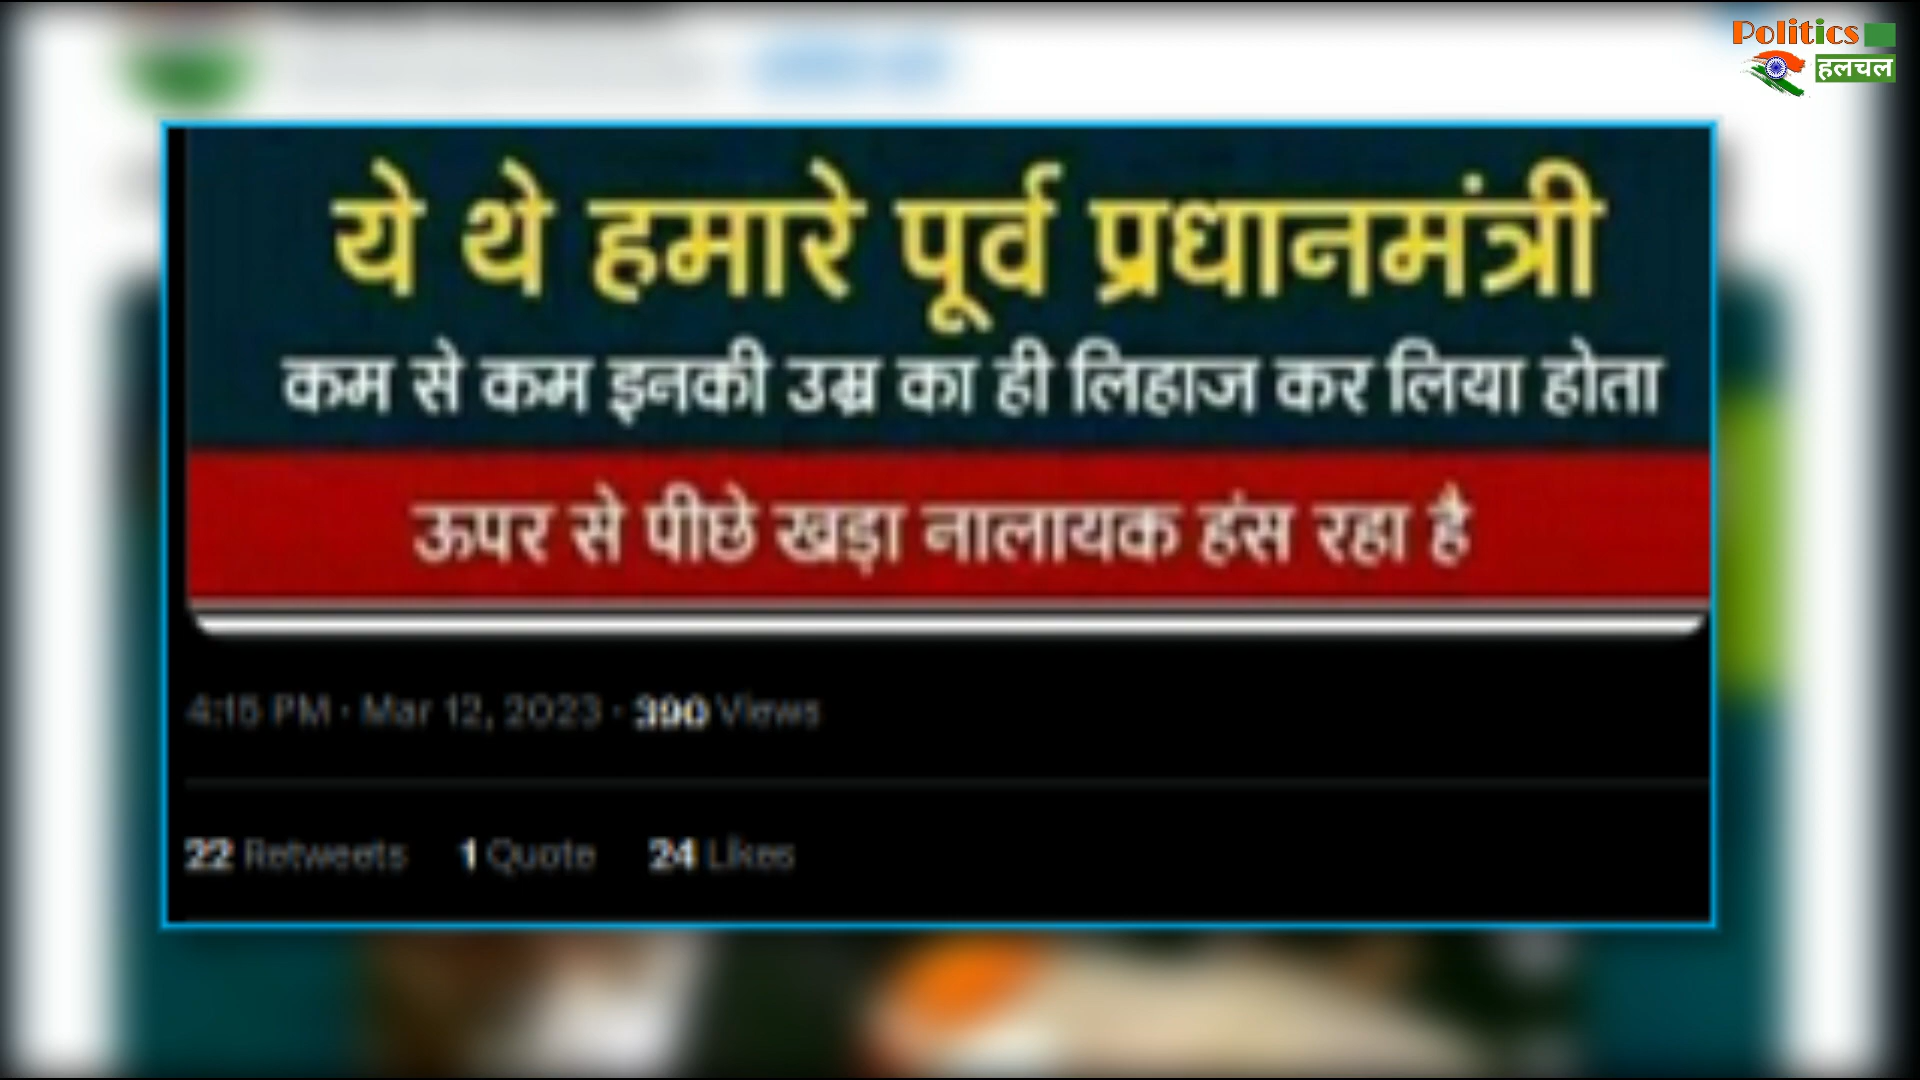 Politics
हलचल
ये थे हमारे पूर्व प्रधानमंत्री
कम से कम इनकी उम्र का ही लिहाज कर लिया होता
ऊपर से पीछे खड़ा नालायक हंस रहा है
4:15 PM · Mar 12, 2023 · 390 Views
22 Retweets 1 Quote 24 Likes